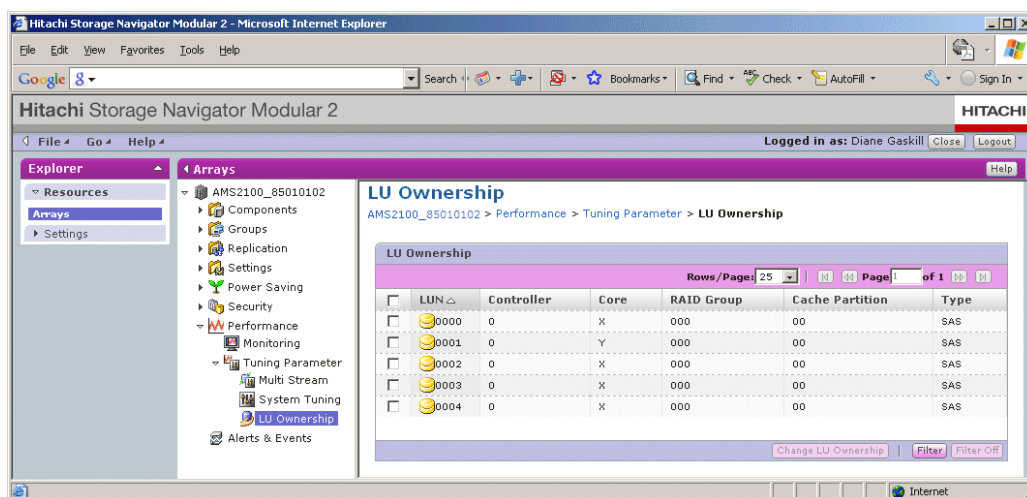 Hitachi Storage Navigator Modular 2 - Microsoft Internet Explorer
File Edit View Favorites Tools Help
Google Search Bookmarks Find Check AutoFill Sign In
Hitachi Storage Navigator Modular 2 HITACHI
File Go Help Logged in as: Diane Gaskill Close Logout
Explorer
Resources
Arrays
Settings
Arrays Help
AMS2100_85010102
Components
Groups
Replication
Settings
Power Saving
Security
Performance
Monitoring
Tuning Parameter
Multi Stream
System Tuning
LU Ownership
Alerts & Events
LU Ownership
AMS2100_85010102 > Performance > Tuning Parameter > LU Ownership
LU Ownership
Rows/Page: 25 Page 1 of 1
LUN Controller Core RAID Group Cache Partition Type
0000 0 X 000 00 SAS
0001 0 Y 000 00 SAS
0002 0 X 000 00 SAS
0003 0 X 000 00 SAS
0004 0 X 000 00 SAS
Change LU Ownership | Filter Filter Off
Internet